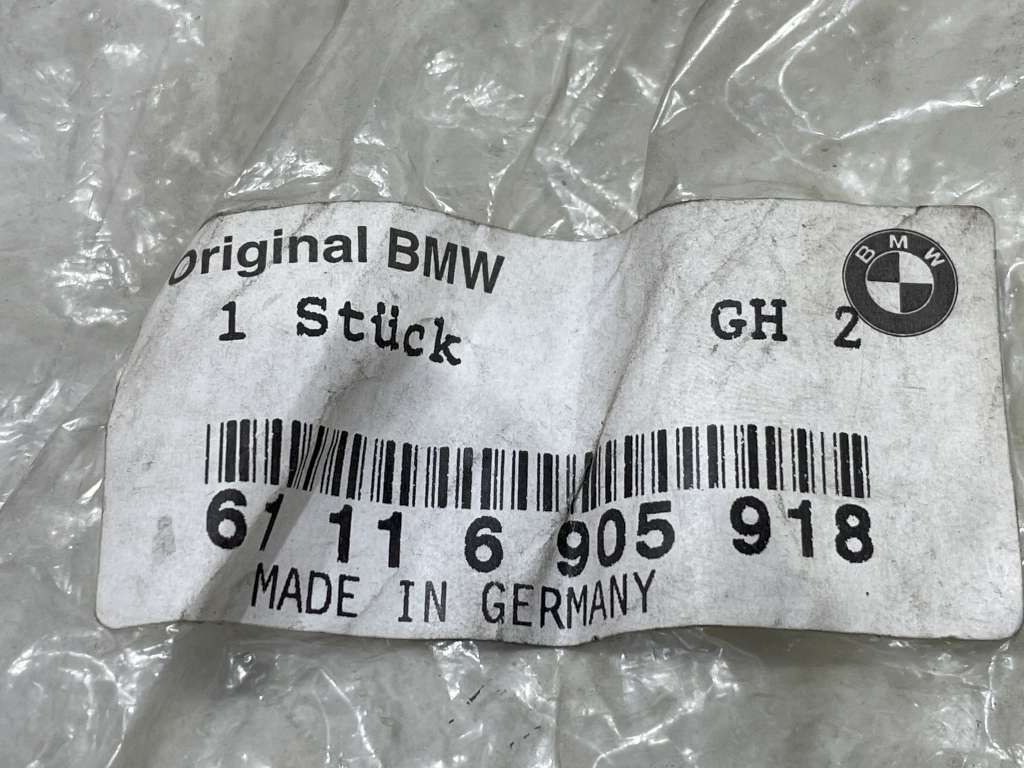 Original BMW
BMW
1 Stück GH 2
61 11 6 905 918
MADE IN GERMANY